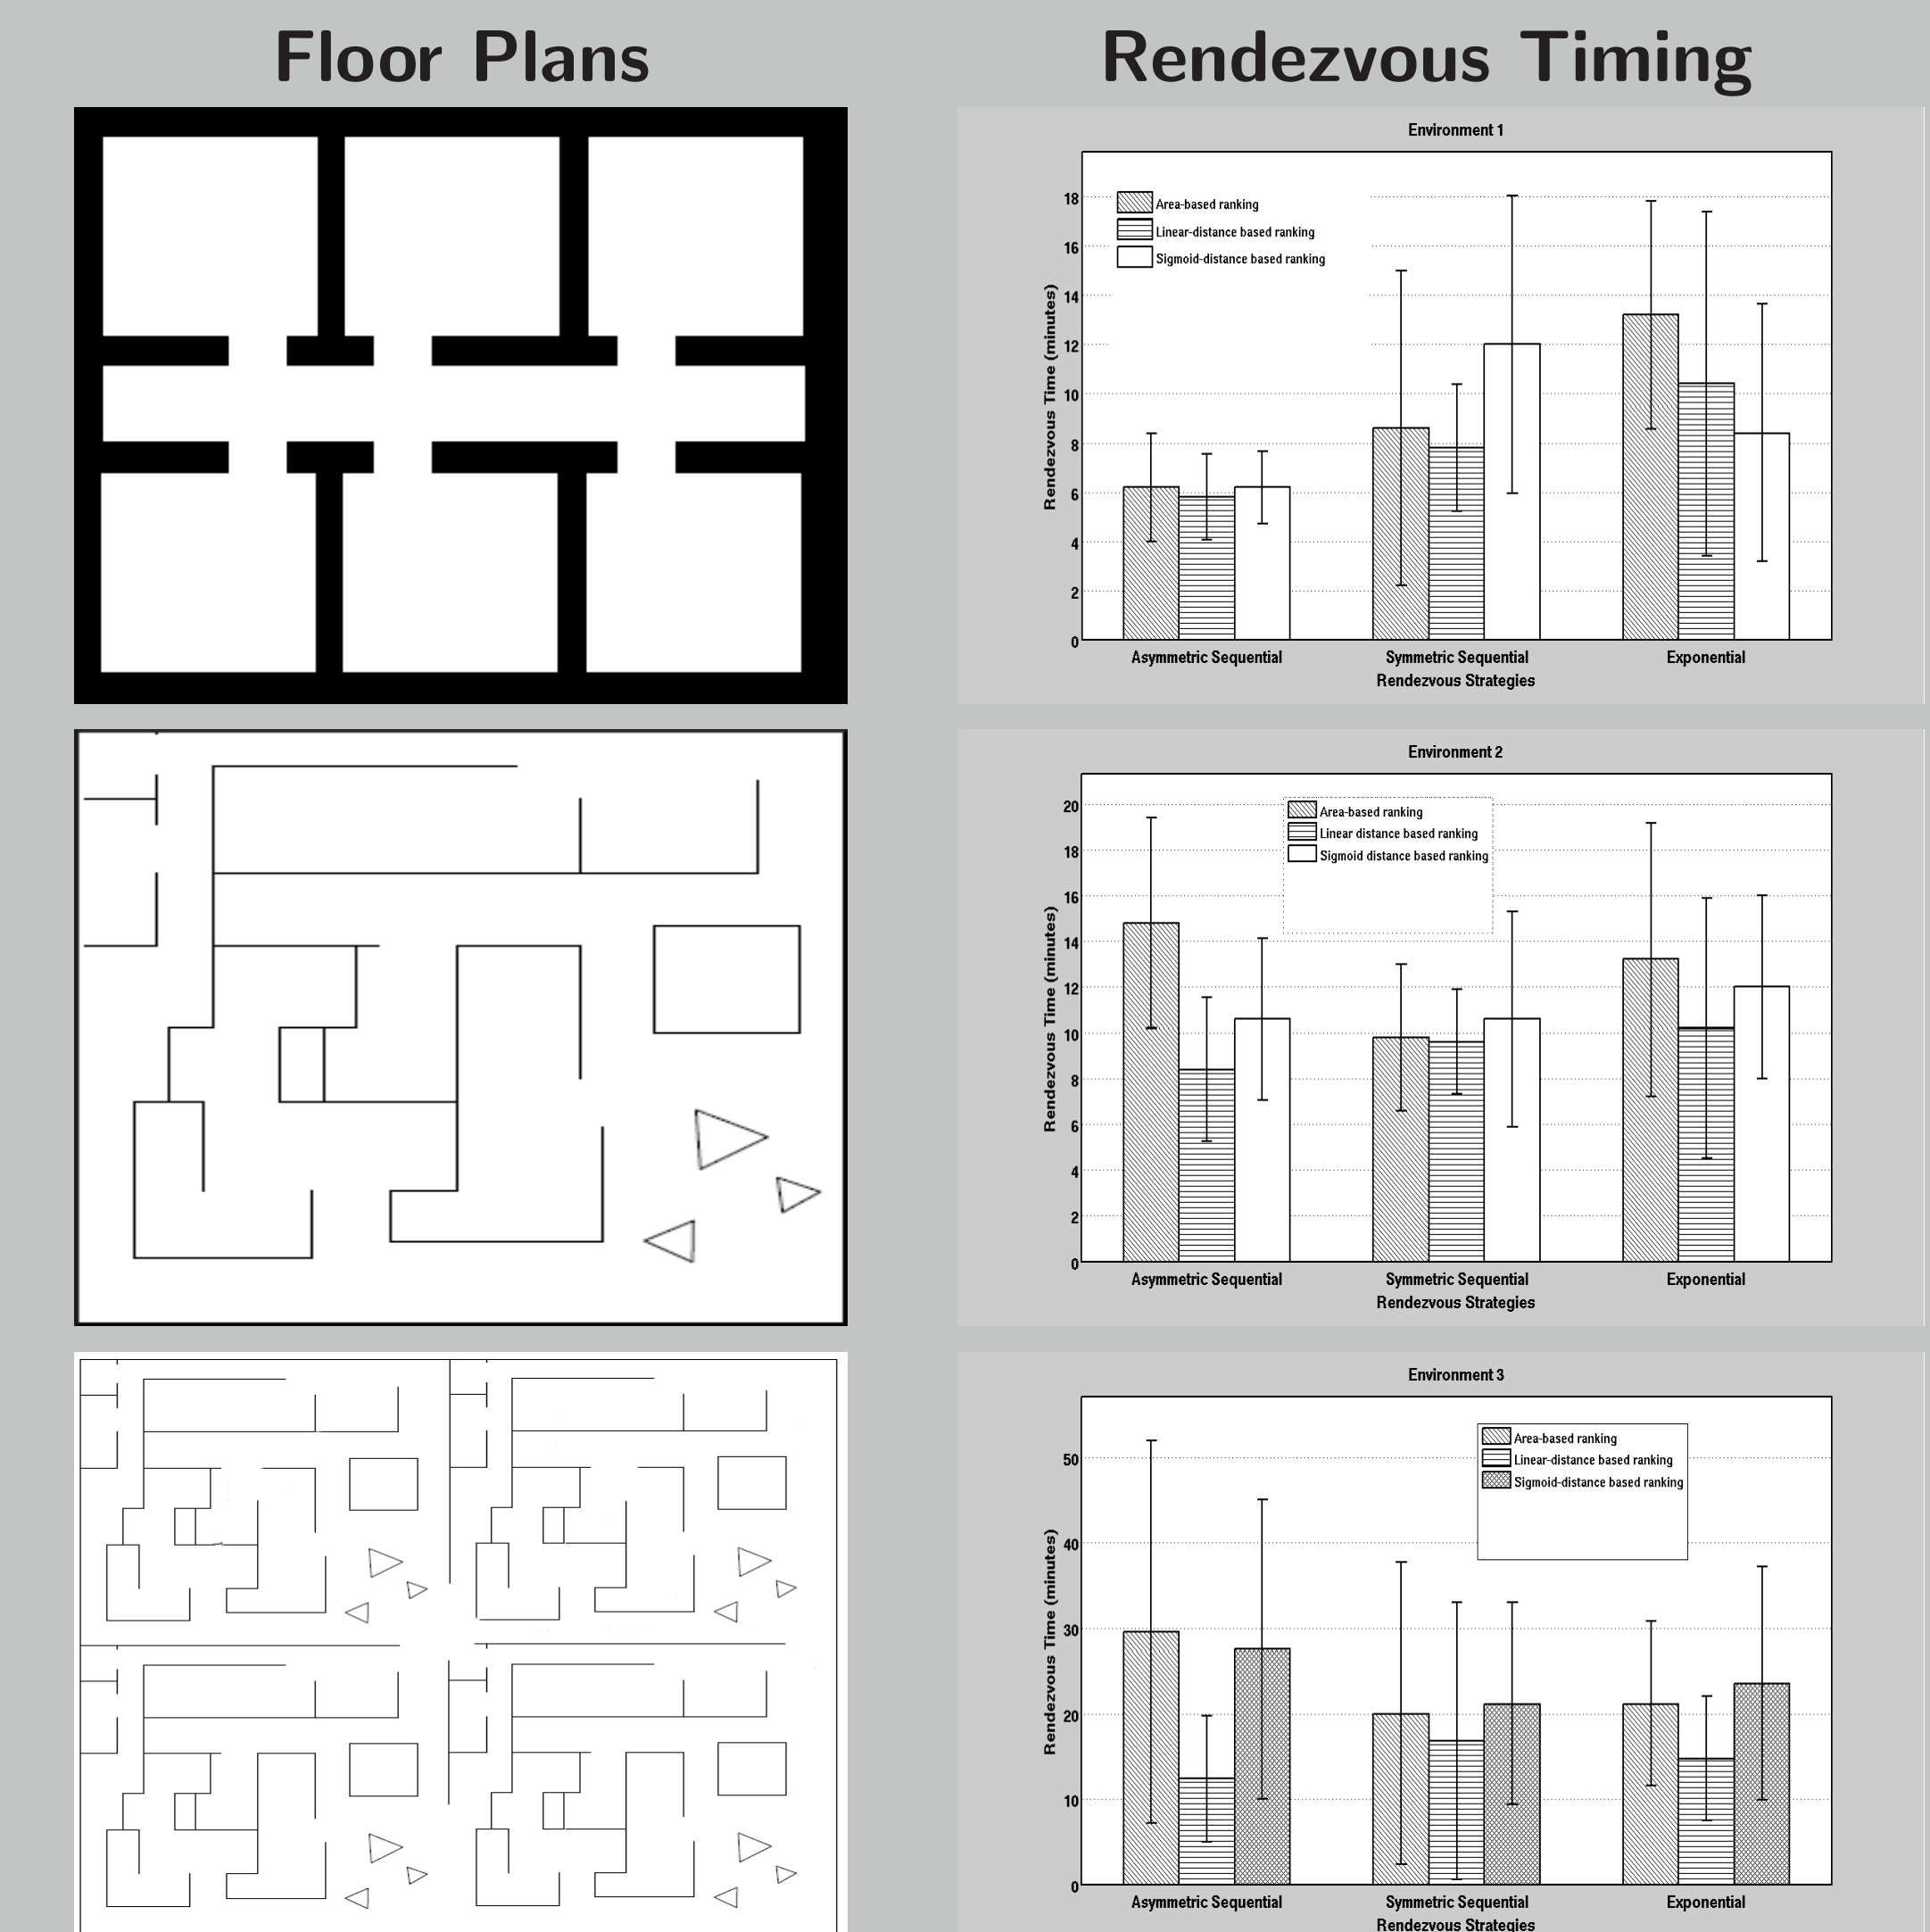 Floor Plans
Rendezvous Timing
Environment 1
Rendezvous Time (minutes)
18
16
14
12
10
8
6
4
2
0
Area-based ranking
Linear-distance based ranking
Sigmoid-distance based ranking
Asymmetric Sequential
Symmetric Sequential
Exponential
Rendezvous Strategies
Environment 2
Rendezvous Time (minutes)
20
18
16
14
12
10
8
6
4
2
0
Area-based ranking
Linear distance based ranking
Sigmoid distance based ranking
Asymmetric Sequential
Symmetric Sequential
Exponential
Rendezvous Strategies
Environment 3
Rendezvous Time (minutes)
50
40
30
20
10
0
Area-based ranking
Linear-distance based ranking
Sigmoid-distance based ranking
Asymmetric Sequential
Symmetric Sequential
Exponential
Rendezvous Strategies